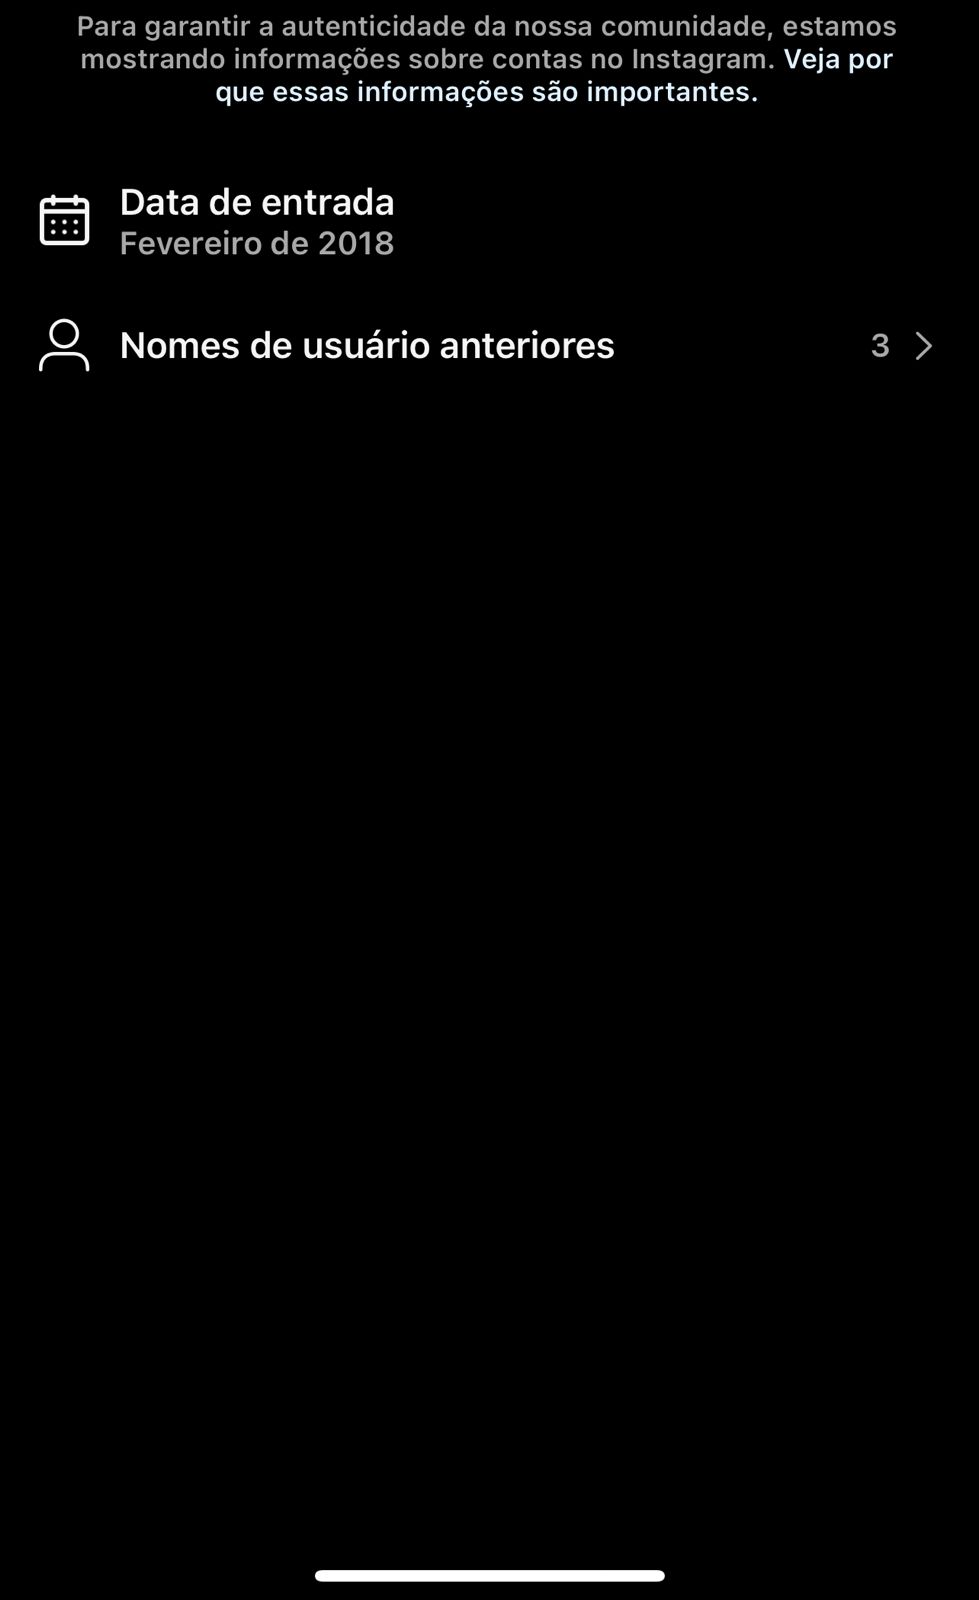 Para garantir a autenticidade da nossa comunidade, estamos
mostrando informações sobre contas no Instagram. Veja por
que essas informações são importantes.
Data de entrada
Fevereiro de 2018
Nomes de usuário anteriores 3